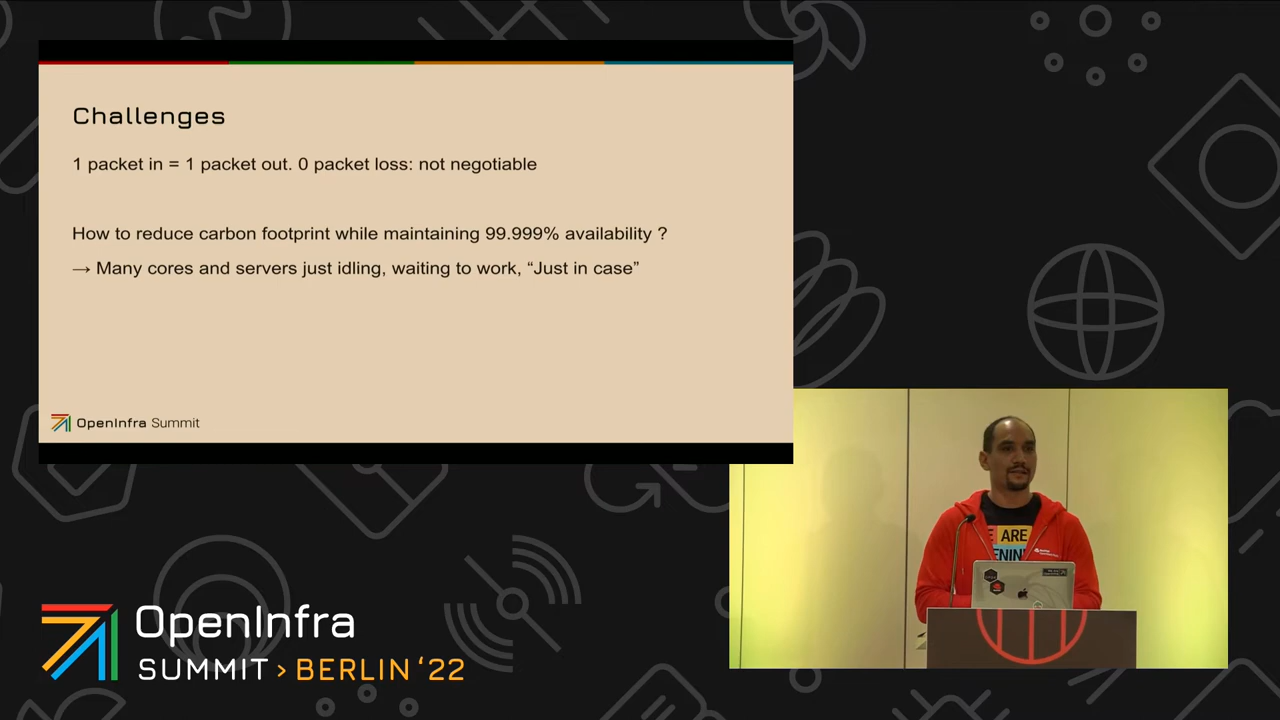 Challenges
1 packet in = 1 packet out. 0 packet loss: not negotiable
How to reduce carbon footprint while maintaining 99.999% availability ?
→ Many cores and servers just idling, waiting to work, “Just in case”
OpenInfra Summit
ARE
OpenInfra
SUMMIT > BERLIN ‘22